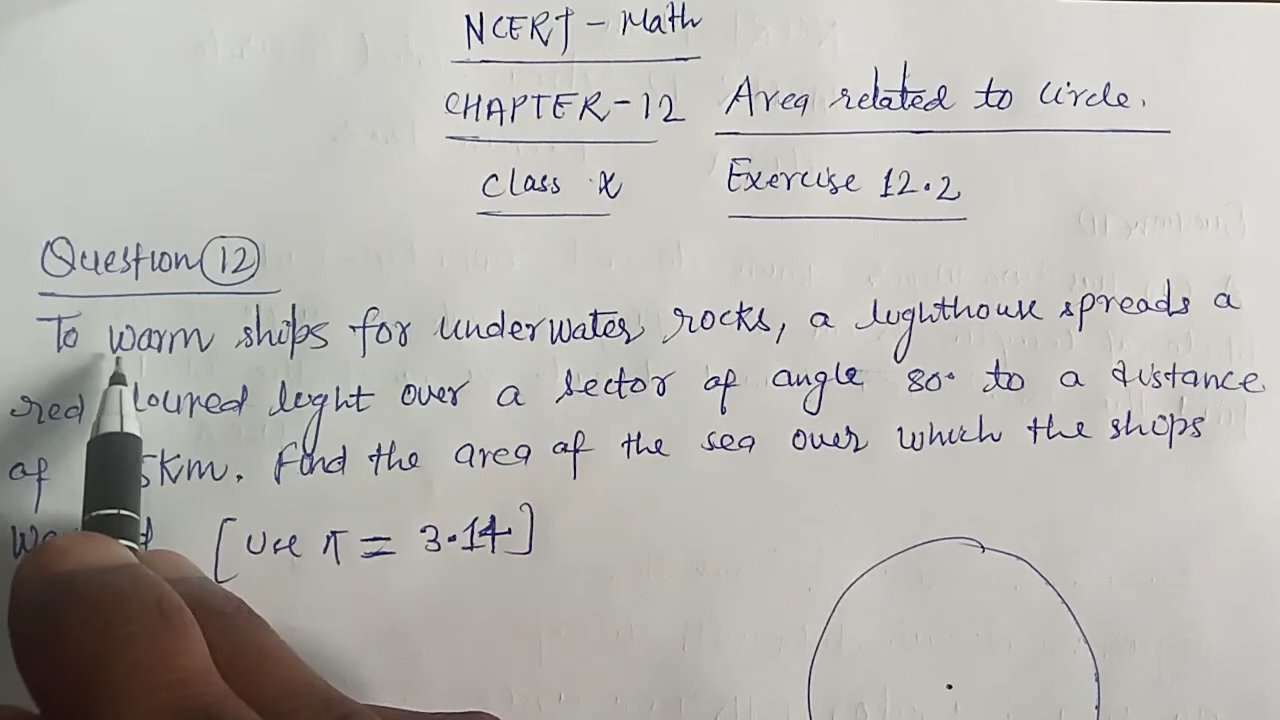 NCERT - Math
CHAPTER-12 Area related to circle.
Class X Exercise 12.2
Question 12
To warm ships for underwater rocks, a lighthouse spreads a
red loured light over a sector of angle 80° to a distance
of 5km. Find the area of the sea over which the ships
[Use π = 3.14]